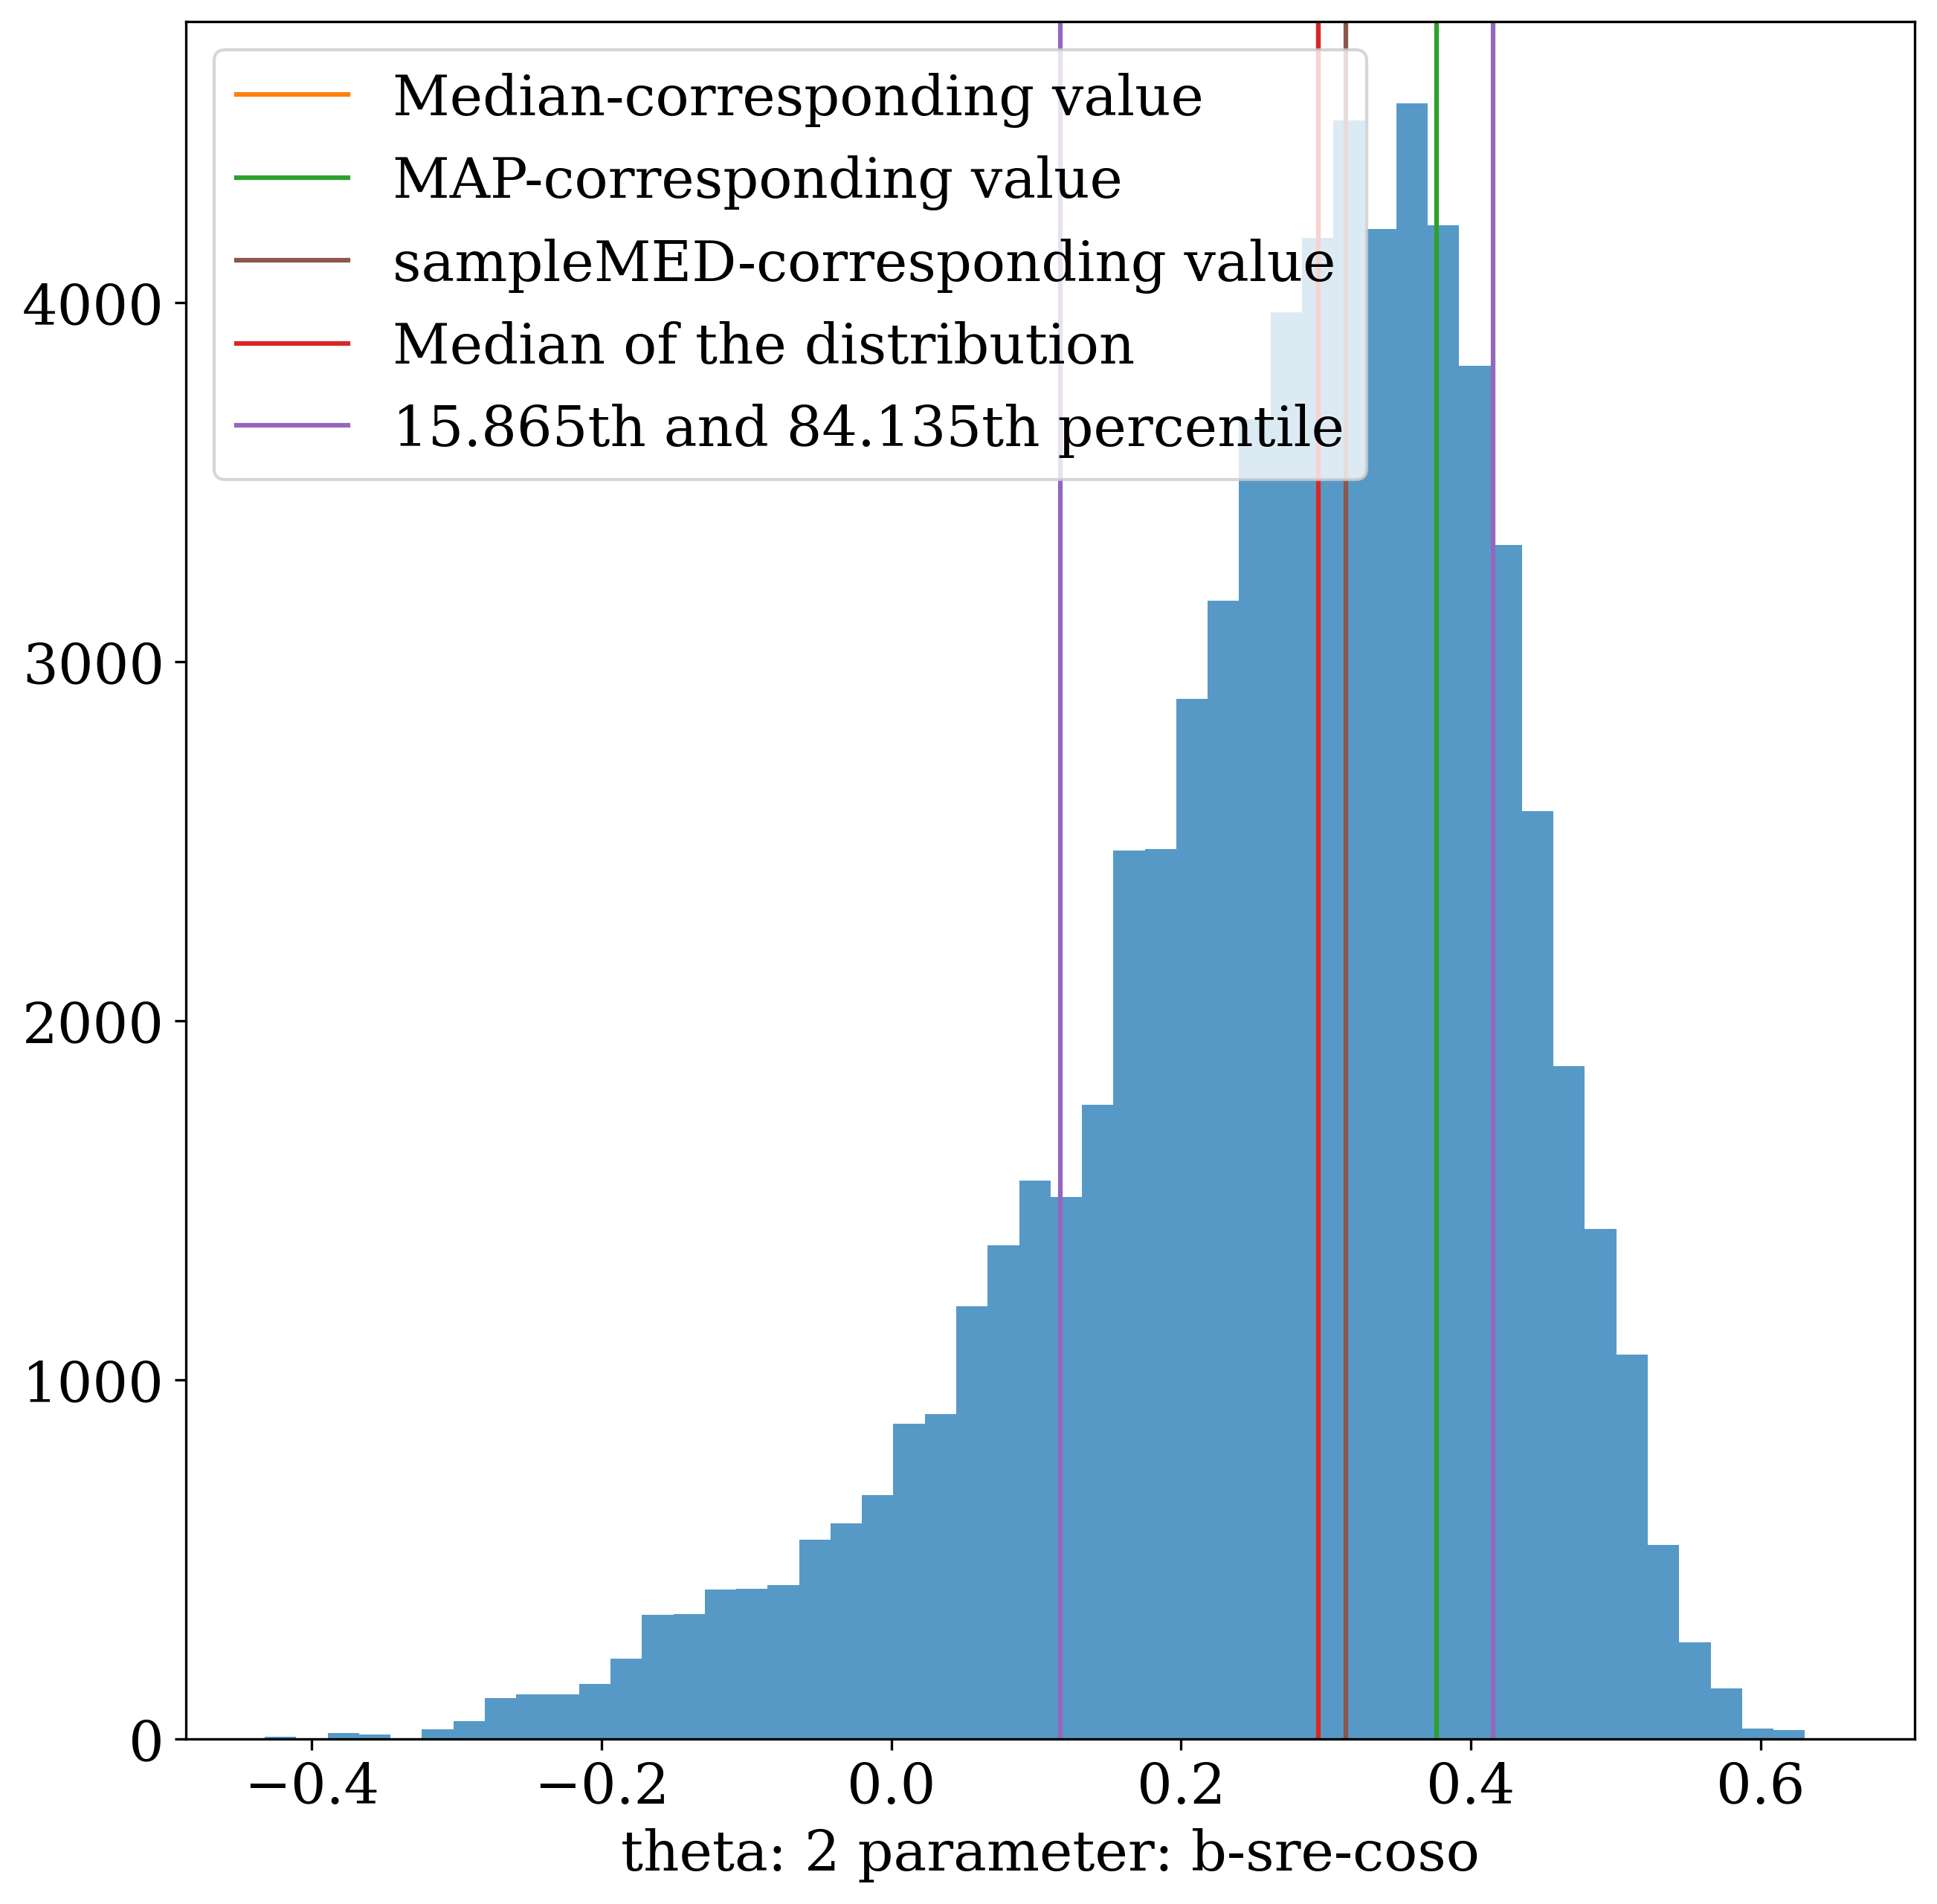 Median-corresponding value
MAP-corresponding value
sampleMED-corresponding value
Median of the distribution
15.865th and 84.135th percentile
4000
3000
2000
1000
0
−0.4 −0.2 0.0 0.2 0.4 0.6
theta: 2 parameter: b-sre-coso